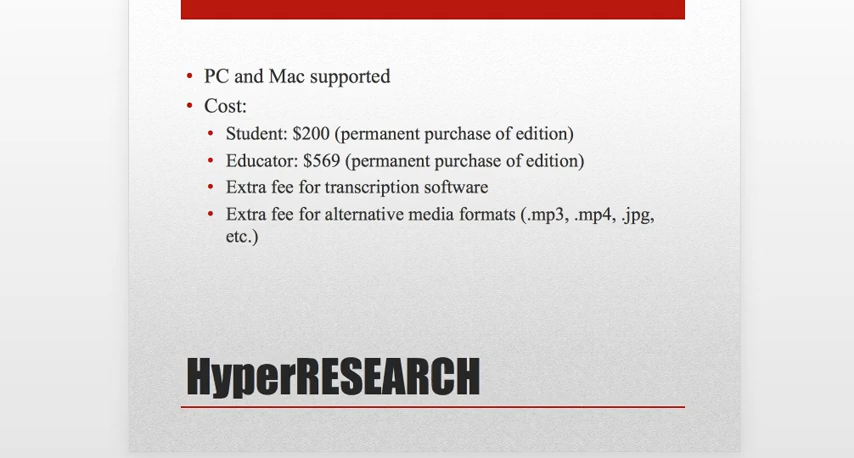 • PC and Mac supported
• Cost:
• Student: $200 (permanent purchase of edition)
• Educator: $569 (permanent purchase of edition)
• Extra fee for transcription software
• Extra fee for alternative media formats (.mp3, .mp4, .jpg,
etc.)
HyperRESEARCH